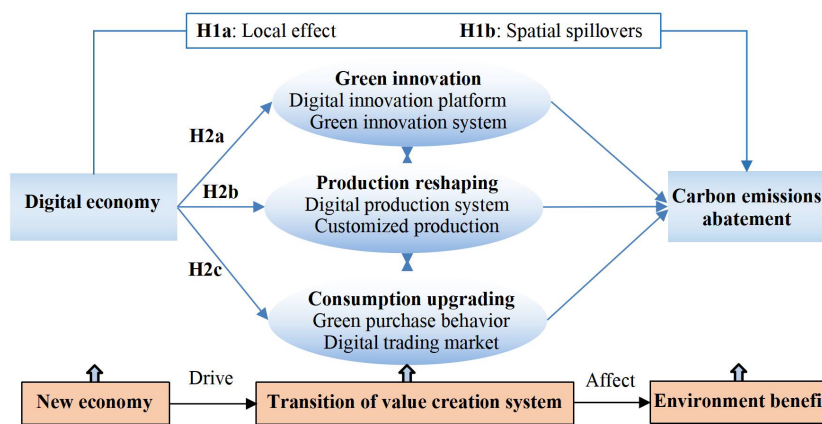 H1a: Local effect H1b: Spatial spillovers
Green innovation
Digital innovation platform
Green innovation system
H2a
Digital economy
H2b
Production reshaping
Digital production system
Customized production
Carbon emissions
abatement
H2c
Consumption upgrading
Green purchase behavior
Digital trading market
New economy
Drive
Transition of value creation system
Affect
Environment benefi